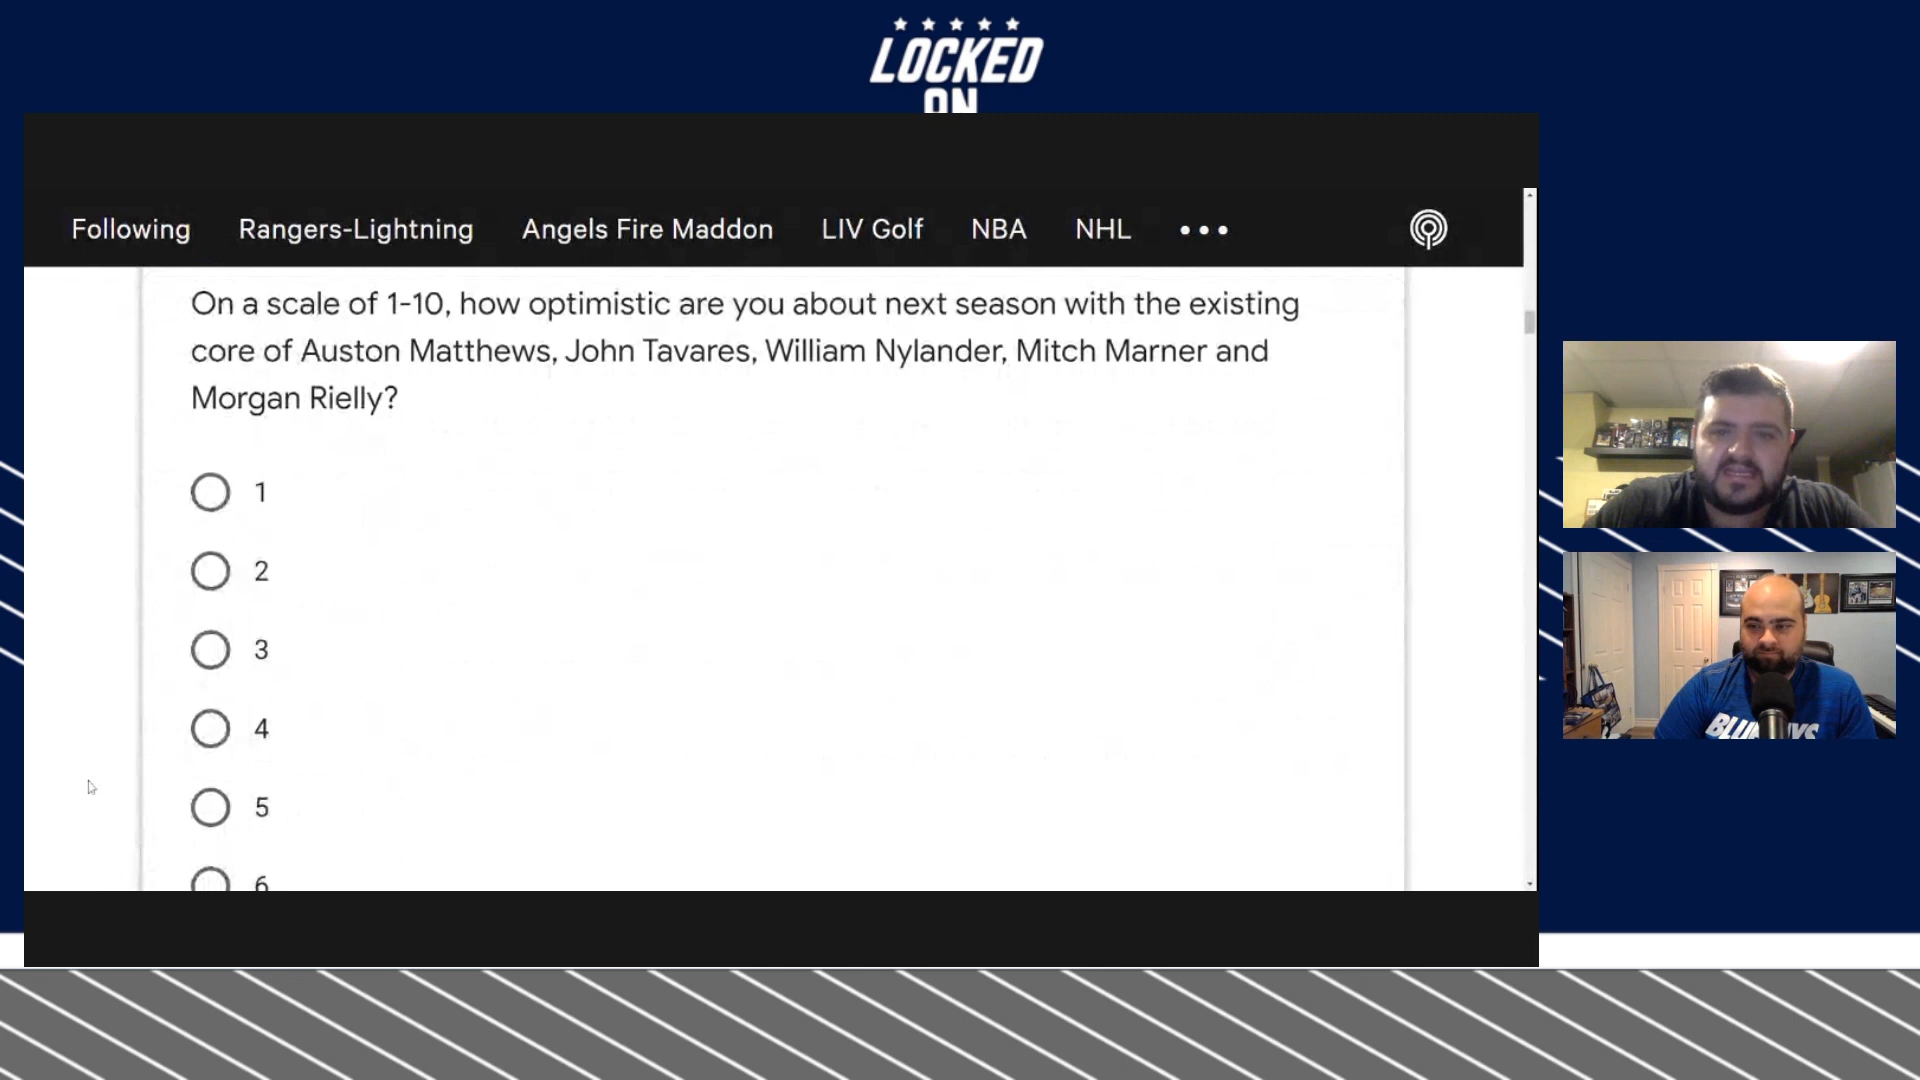 LOCKED
ON
Following Rangers-Lightning Angels Fire Maddon LIV Golf NBA NHL
On a scale of 1-10, how optimistic are you about next season with the existing
core of Auston Matthews, John Tavares, William Nylander, Mitch Marner and
Morgan Rielly?
1
2
3
4
5
6